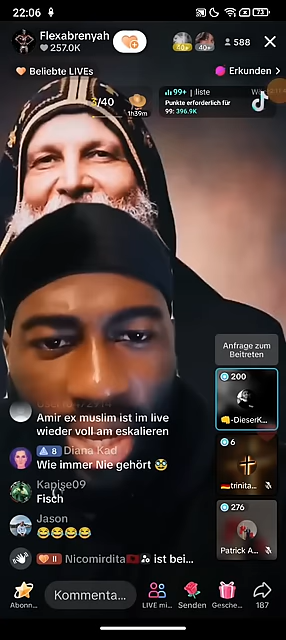 22:06
73
Flexabrenyah
257.0K
40+
40+
588
Beliebte LIVEs
Erkunden >
3/40
1h39m
99+ | liste
Punkte erforderlich für
99: 396.9K
Anfrage zum
Beitreten
200
-DieserK...
Amir ex muslim ist im live
wieder voll am eskalieren
8 Diana Kad
Wie immer Nie gehört
6
trinita...
Kapise09
Fisch
Jason
276
Patrick A...
11 Nicomirdita ist bei...
Abonn...
Kommenta...
LIVE mi...
Senden
Gesche...
187